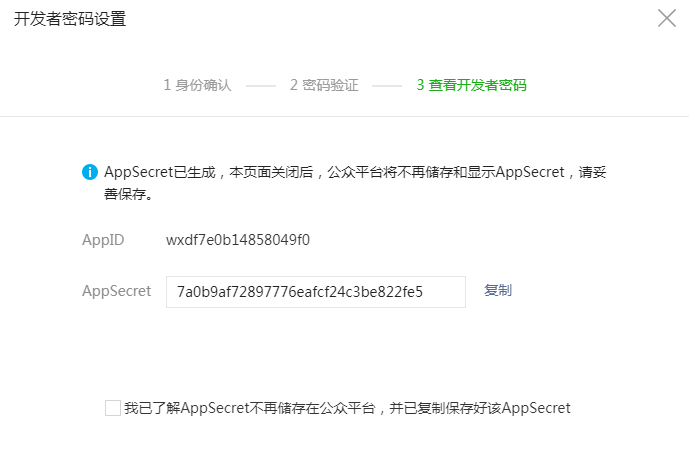 开发者密码设置
1 身份确认 2 密码验证 3 查看开发者密码
AppSecret已生成，本页面关闭后，公众平台将不再储存和显示AppSecret，请妥
善保存。
AppID wxdf7e0b14858049f0
AppSecret 7a0b9af72897776eafcf24c3be822fe5 复制
我已了解AppSecret不再储存在公众平台，并已复制保存好该AppSecret